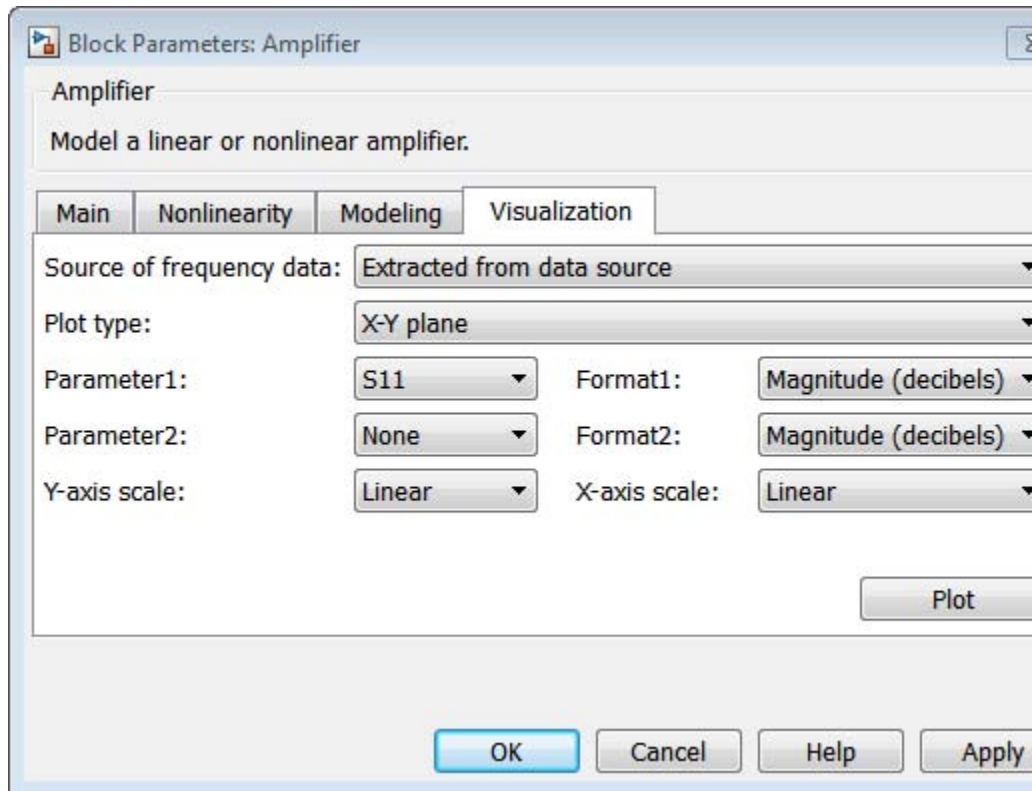 Block Parameters: Amplifier
Amplifier
Model a linear or nonlinear amplifier.
Main Nonlinearity Modeling Visualization
Source of frequency data: Extracted from data source
Plot type: X-Y plane
Parameter1: S11 Format1: Magnitude (decibels)
Parameter2: None Format2: Magnitude (decibels)
Y-axis scale: Linear X-axis scale: Linear
Plot
OK Cancel Help Apply